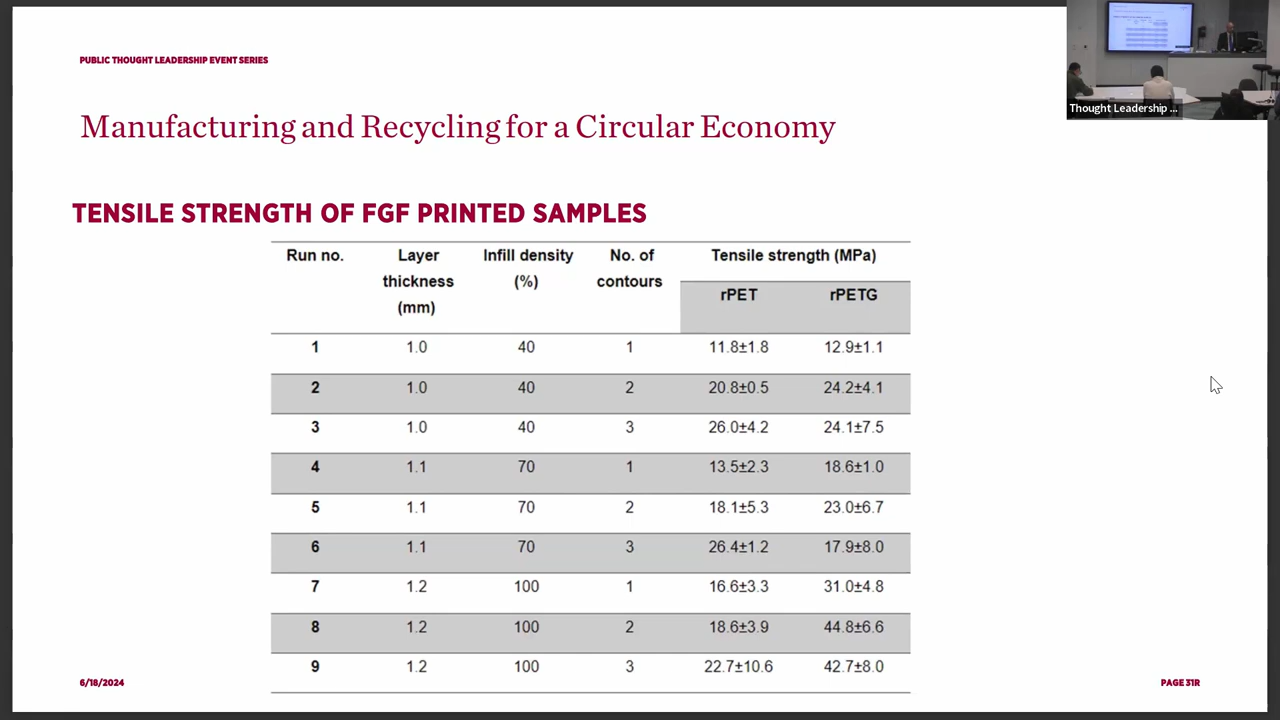 PUBLIC THOUGHT LEADERSHIP EVENT SERIES
Thought Leadership ...
Manufacturing and Recycling for a Circular Economy
TENSILE STRENGTH OF FGF PRINTED SAMPLES
Run no. Layer thickness (mm) Infill density (%) No. of contours Tensile strength (MPa)
rPET rPETG
1 1.0 40 1 11.8±1.8 12.9±1.1
2 1.0 40 2 20.8±0.5 24.2±4.1
3 1.0 40 3 26.0±4.2 24.1±7.5
4 1.1 70 1 13.5±2.3 18.6±1.0
5 1.1 70 2 18.1±5.3 23.0±6.7
6 1.1 70 3 26.4±1.2 17.9±8.0
7 1.2 100 1 16.6±3.3 31.0±4.8
8 1.2 100 2 18.6±3.9 44.8±6.6
9 1.2 100 3 22.7±10.6 42.7±8.0
6/18/2024 PAGE 31R